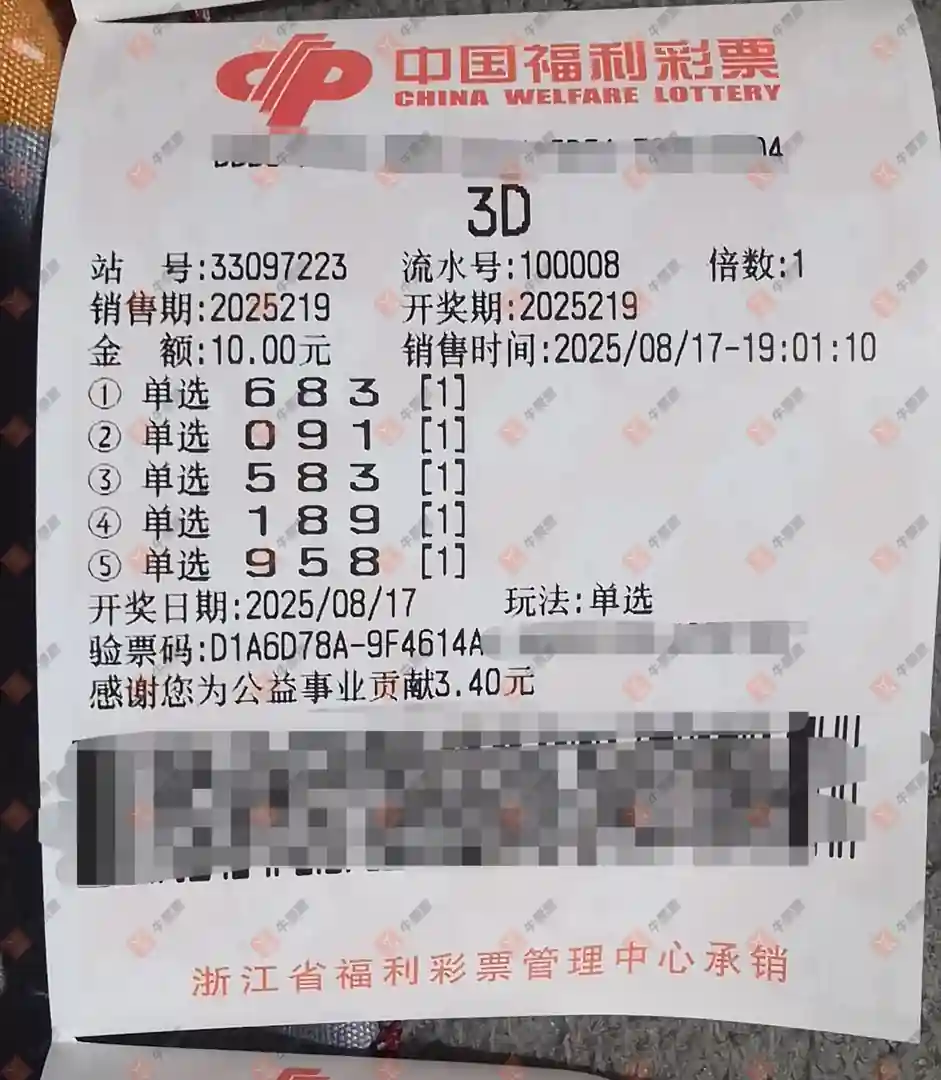 中国福利彩票
CHINA WELFARE LOTTERY
04
3D
站 号:33097223 流水号:100008 倍数:1
销售期:2025219 开奖期:2025219
金 额:10.00元 销售时间:2025/08/17-19:01:10
① 单选 6 8 3 [1]
② 单选 0 9 1 [1]
③ 单选 5 8 3 [1]
④ 单选 1 8 9 [1]
⑤ 单选 9 5 8 [1]
开奖日期:2025/08/17 玩法:单选
验票码:D1A6D78A-9F4614A
感谢您为公益事业贡献3.40元
浙江省福利彩票管理中心承销